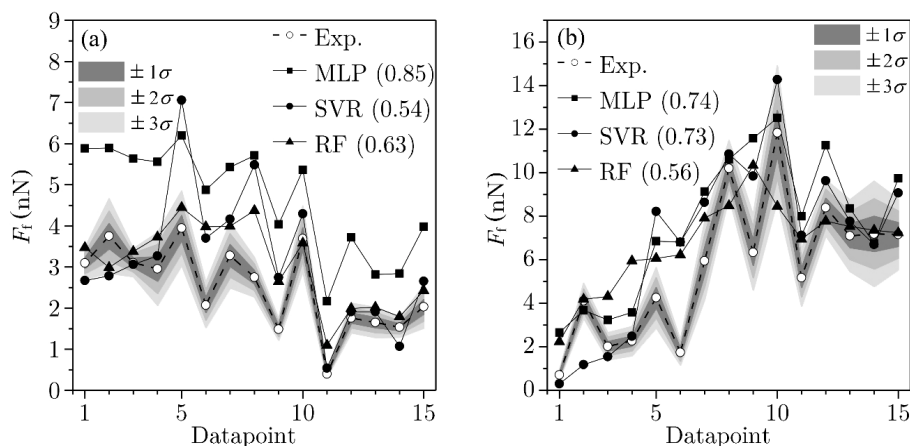 (a)
Exp.
MLP (0.85)
SVR (0.54)
RF (0.63)
±1σ
±2σ
±3σ
9
8
7
6
5
4
3
2
1
0
F_f (nN)
1 5 10 15
Datapoint
(b)
Exp.
MLP (0.74)
SVR (0.73)
RF (0.56)
±1σ
±2σ
±3σ
16
14
12
10
8
6
4
2
0
F_f (nN)
1 5 10 15
Datapoint